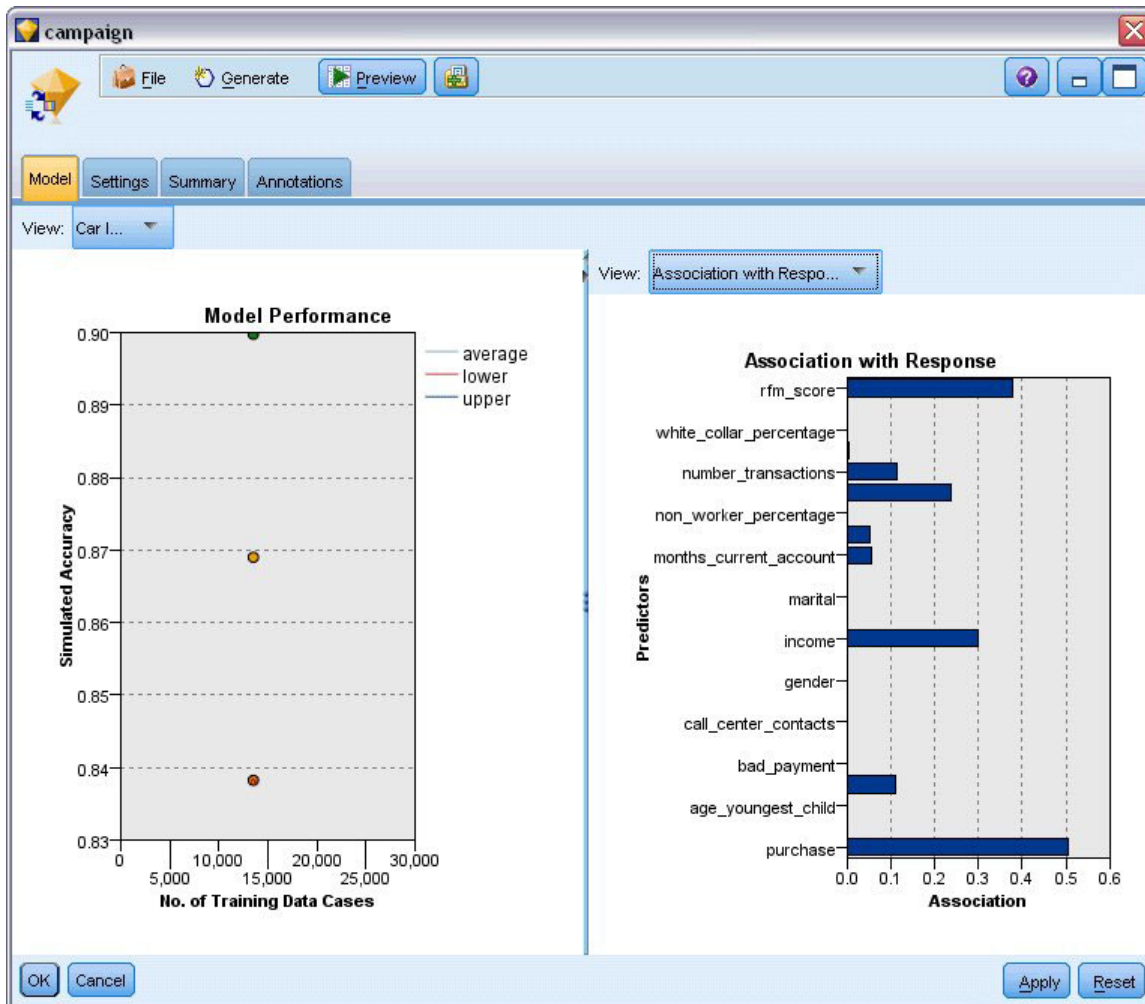 campaign
File Generate Preview
Model Settings Summary Annotations
View: Car l...
Model Performance
0.90
0.89
0.88
0.87
0.86
0.85
0.84
0.83
Simulated Accuracy
0 10,000 20,000 30,000
5,000 15,000 25,000
No. of Training Data Cases
average
lower
upper
View: Association with Respo...
Association with Response
Predictors
rfm_score
white_collar_percentage
number_transactions
non_worker_percentage
months_current_account
marital
income
gender
call_center_contacts
bad_payment
age_youngest_child
purchase
0.0 0.1 0.2 0.3 0.4 0.5 0.6
Association
OK Cancel Apply Reset